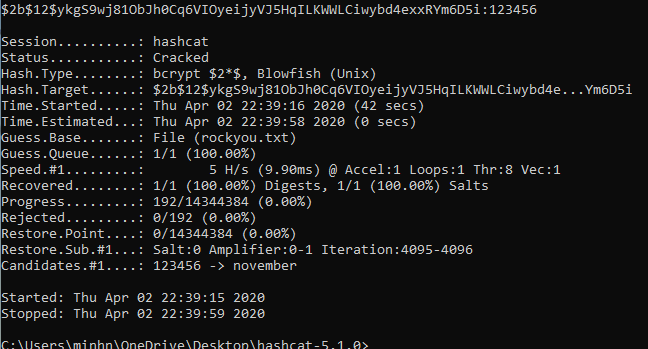 $2b$12$ykgS9wj81ObJh0Cq6VIOyeijyVJ5HqILKWWLCiwybd4exxRYm6D5i:123456
Session..........: hashcat
Status...........: Cracked
Hash.Type........: bcrypt $2*$, Blowfish (Unix)
Hash.Target......: $2b$12$ykgS9wj81ObJh0Cq6VIOyeijyVJ5HqILKWWLCiwybd4e...Ym6D5i
Time.Started.....: Thu Apr 02 22:39:16 2020 (42 secs)
Time.Estimated...: Thu Apr 02 22:39:58 2020 (0 secs)
Guess.Base.......: File (rockyou.txt)
Guess.Queue......: 1/1 (100.00%)
Speed.#1.........:        5 H/s (9.90ms) @ Accel:1 Loops:1 Thr:8 Vec:1
Recovered........: 1/1 (100.00%) Digests, 1/1 (100.00%) Salts
Progress.........: 192/14344384 (0.00%)
Rejected.........: 0/192 (0.00%)
Restore.Point....: 0/14344384 (0.00%)
Restore.Sub.#1...: Salt:0 Amplifier:0-1 Iteration:4095-4096
Candidates.#1....: 123456 -> november
Started: Thu Apr 02 22:39:15 2020
Stopped: Thu Apr 02 22:39:59 2020
C:\Users\minhn\OneDrive\Desktop\hashcat-5.1.0>